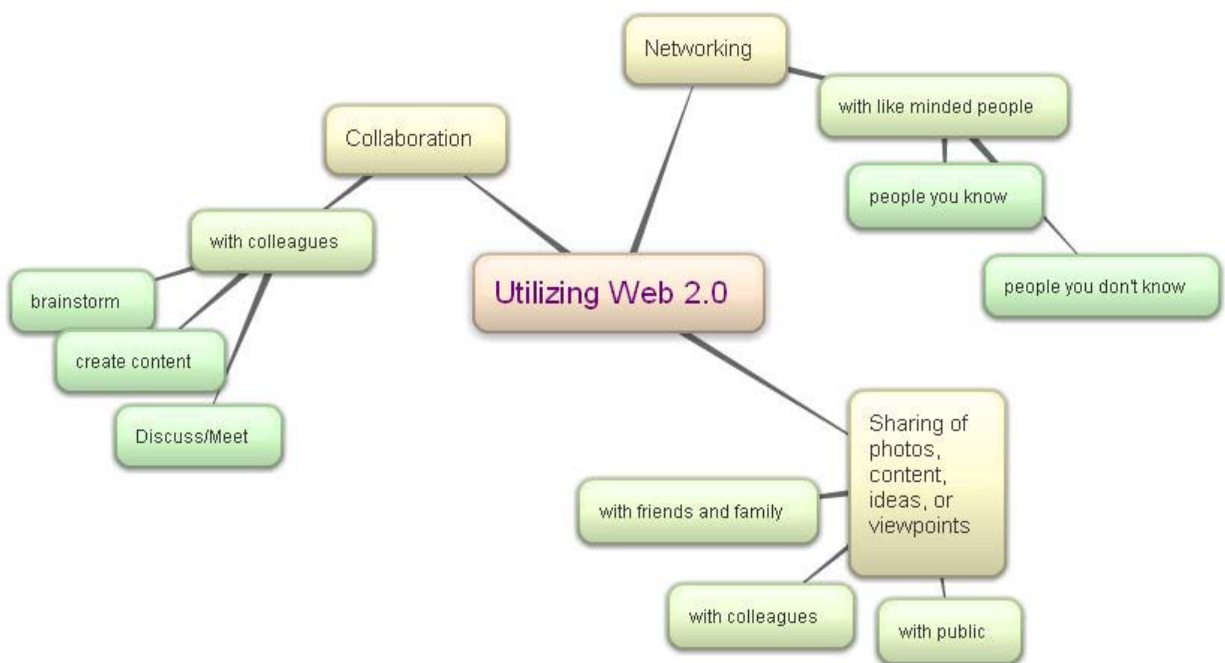 Utilizing Web 2.0
Collaboration
with colleagues
brainstorm
create content
Discuss/Meet
Networking
with like minded people
people you know
people you don't know
Sharing of
photos,
content,
ideas, or
viewpoints
with friends and family
with colleagues
with public